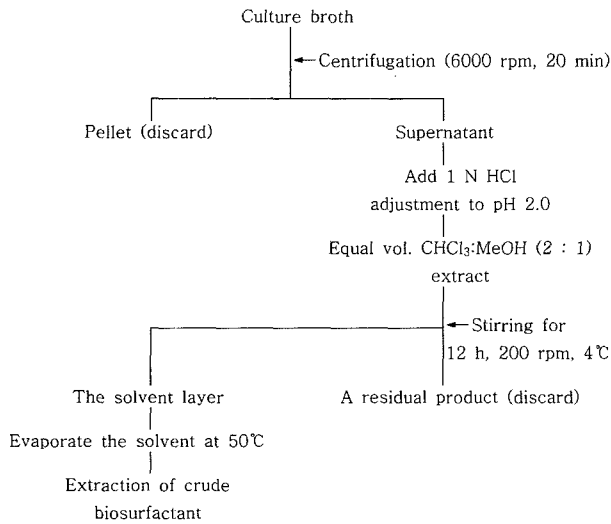 Culture broth
Centrifugation (6000 rpm, 20 min)
Pellet (discard)
Supernatant
Add 1 N HCl
adjustment to pH 2.0
Equal vol. CHCl₃:MeOH (2 : 1)
extract
Stirring for
12 h, 200 rpm, 4℃
The solvent layer
A residual product (discard)
Evaporate the solvent at 50℃
Extraction of crude
biosurfactant